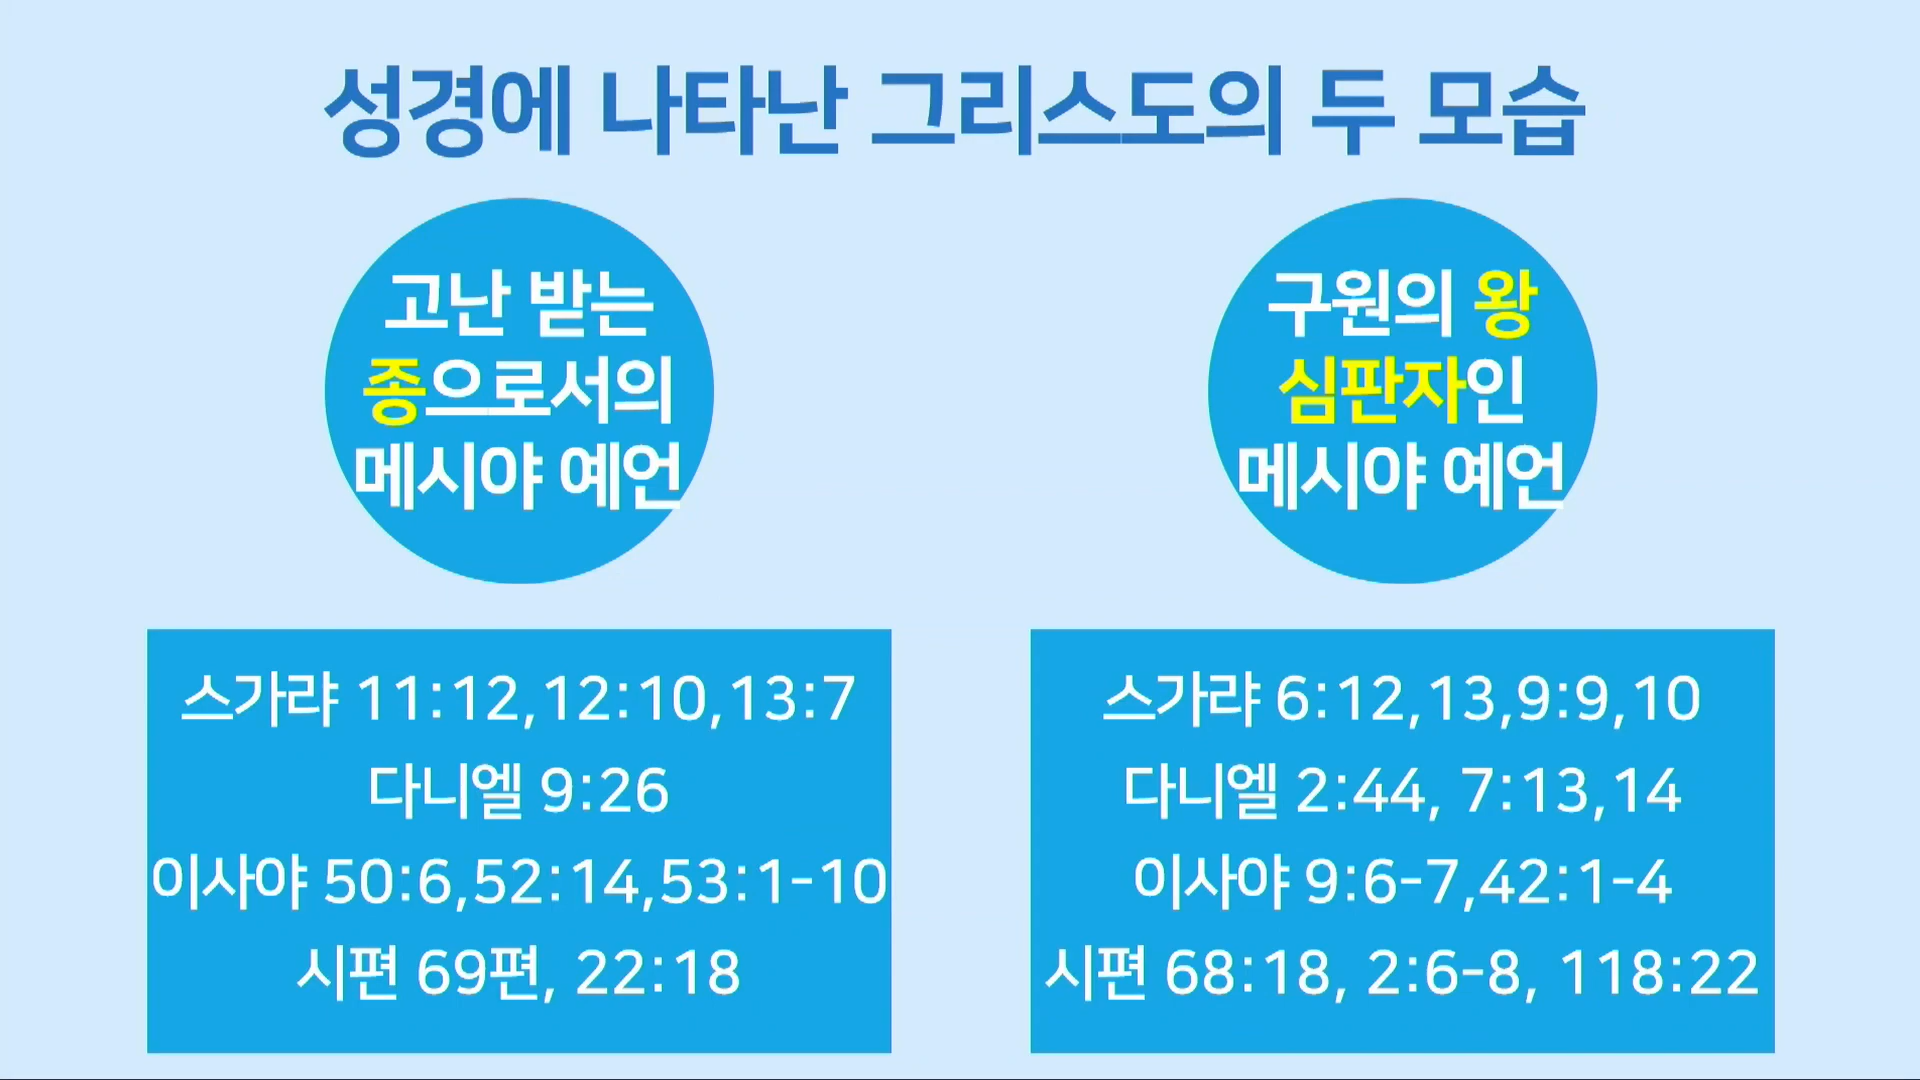 성경에 나타난 그리스도의 두 모습
고난 받는
종으로서의
메시야 예언
스가랴 11:12,12:10,13:7
다니엘 9:26
이사야 50:6,52:14,53:1-10
시편 69편, 22:18
구원의 왕
심판자인
메시야 예언
스가랴 6:12,13,9:9,10
다니엘 2:44, 7:13,14
이사야 9:6-7,42:1-4
시편 68:18, 2:6-8, 118:22